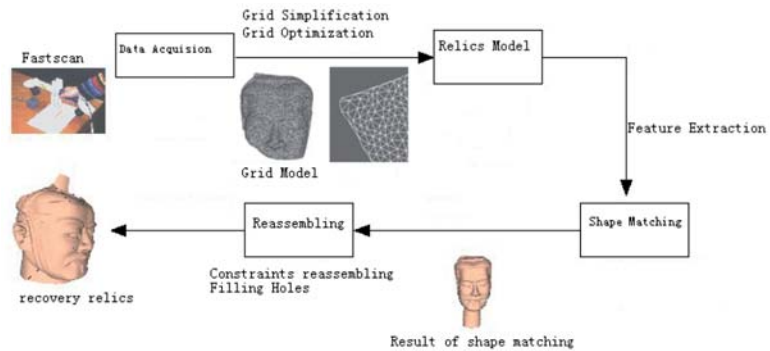 Grid Simplification
Grid Optimization
Fastscan
Data Acquision
Relics Model
Grid Model
Feature Extraction
Reassembling
Shape Matching
Constraints reassembling
Filling Holes
recovery relics
Result of shape matching